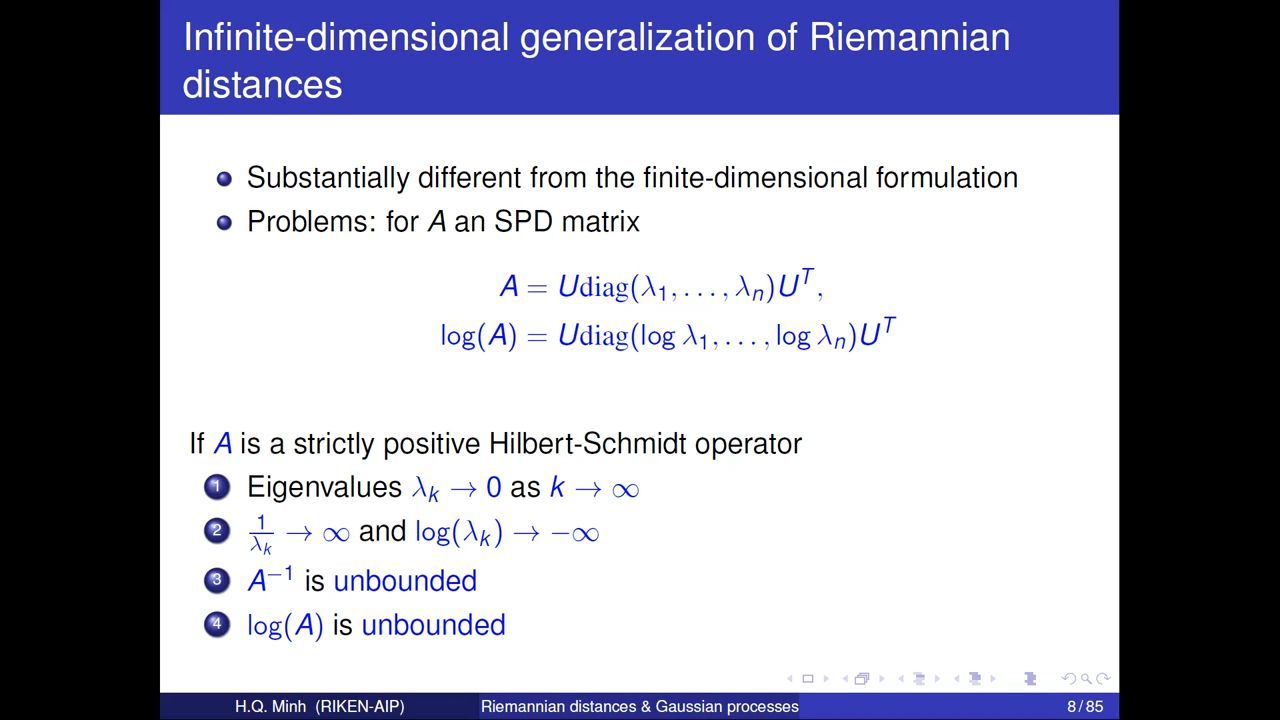 Infinite-dimensional generalization of Riemannian
distances
Substantially different from the finite-dimensional formulation
Problems: for A an SPD matrix
A = Udiag(λ₁, . . . , λₙ)Uᵀ,
log(A) = Udiag(log λ₁, . . . , log λₙ)Uᵀ
If A is a strictly positive Hilbert-Schmidt operator
1 Eigenvalues λₖ → 0 as k → ∞
2 1/λₖ → ∞ and log(λₖ) → −∞
3 A⁻¹ is unbounded
4 log(A) is unbounded
H.Q. Minh (RIKEN-AIP) Riemannian distances & Gaussian processes 8 / 85